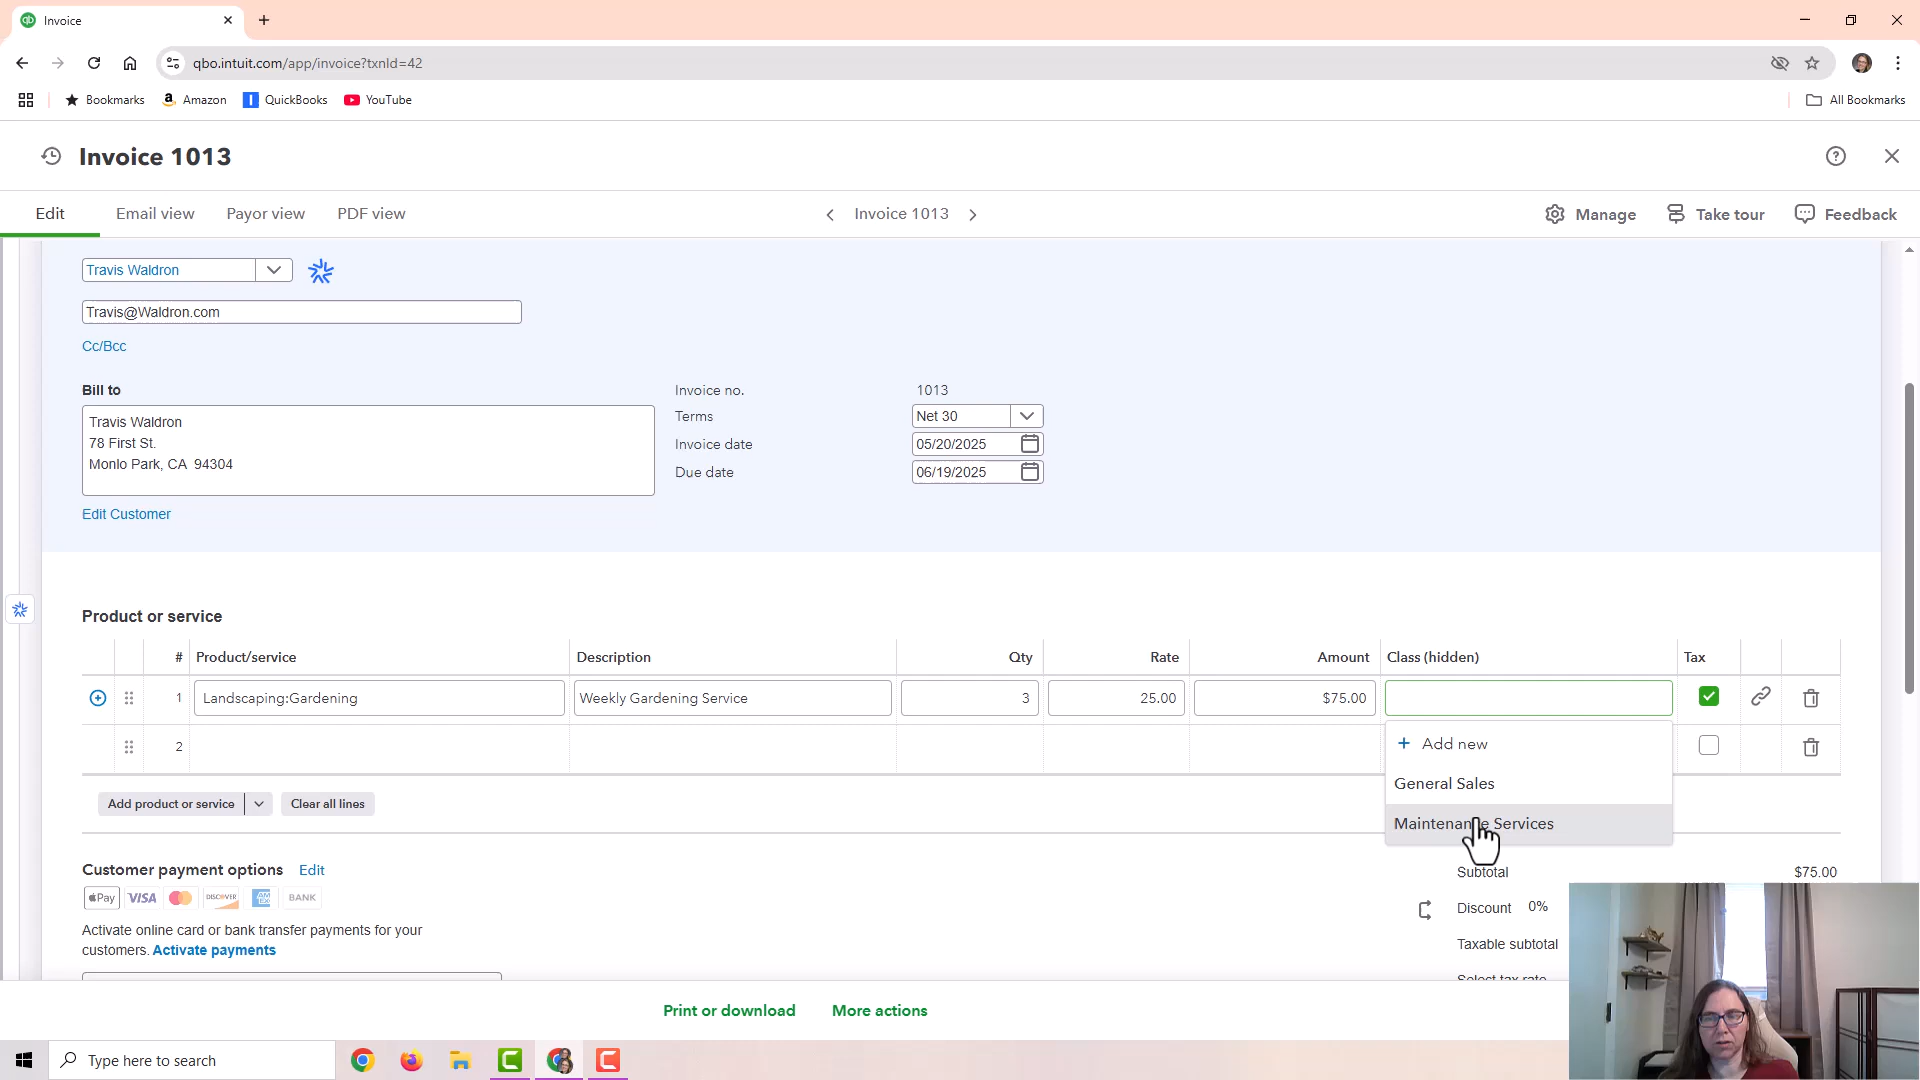 Invoice
qbo.intuit.com/app/invoice?txnId=42
Bookmarks
Amazon
QuickBooks
YouTube
All Bookmarks
Invoice 1013
Edit
Email view
Payor view
PDF view
Invoice 1013
Manage
Take tour
Feedback
Travis Waldron
Travis@Waldron.com
Cc/Bcc
Bill to
Travis Waldron
78 First St.
Monlo Park, CA 94304
Edit Customer
Invoice no. 1013
Terms Net 30
Invoice date 05/20/2025
Due date 06/19/2025
Product or service
# Product/service Description Qty Rate Amount Class (hidden) Tax
1 Landscaping:Gardening Weekly Gardening Service 3 25.00 $75.00
2
+ Add new
General Sales
Maintenance Services
Add product or service
Clear all lines
Customer payment options Edit
Pay VISA DISCOVER AM EX BANK
Activate online card or bank transfer payments for your
customers. Activate payments
Subtotal $75.00
Discount 0%
Taxable subtotal
Select tax rate
Print or download
More actions
Type here to search